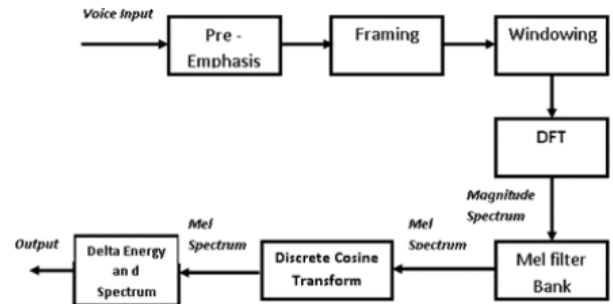 Voice Input
Pre -
Emphasis
Framing
Windowing
DFT
Magnitude
Spectrum
Mel filter
Bank
Mel
Spectrum
Discrete Cosine
Transform
Mel
Spectrum
Delta Energy
an d
Spectrum
Output